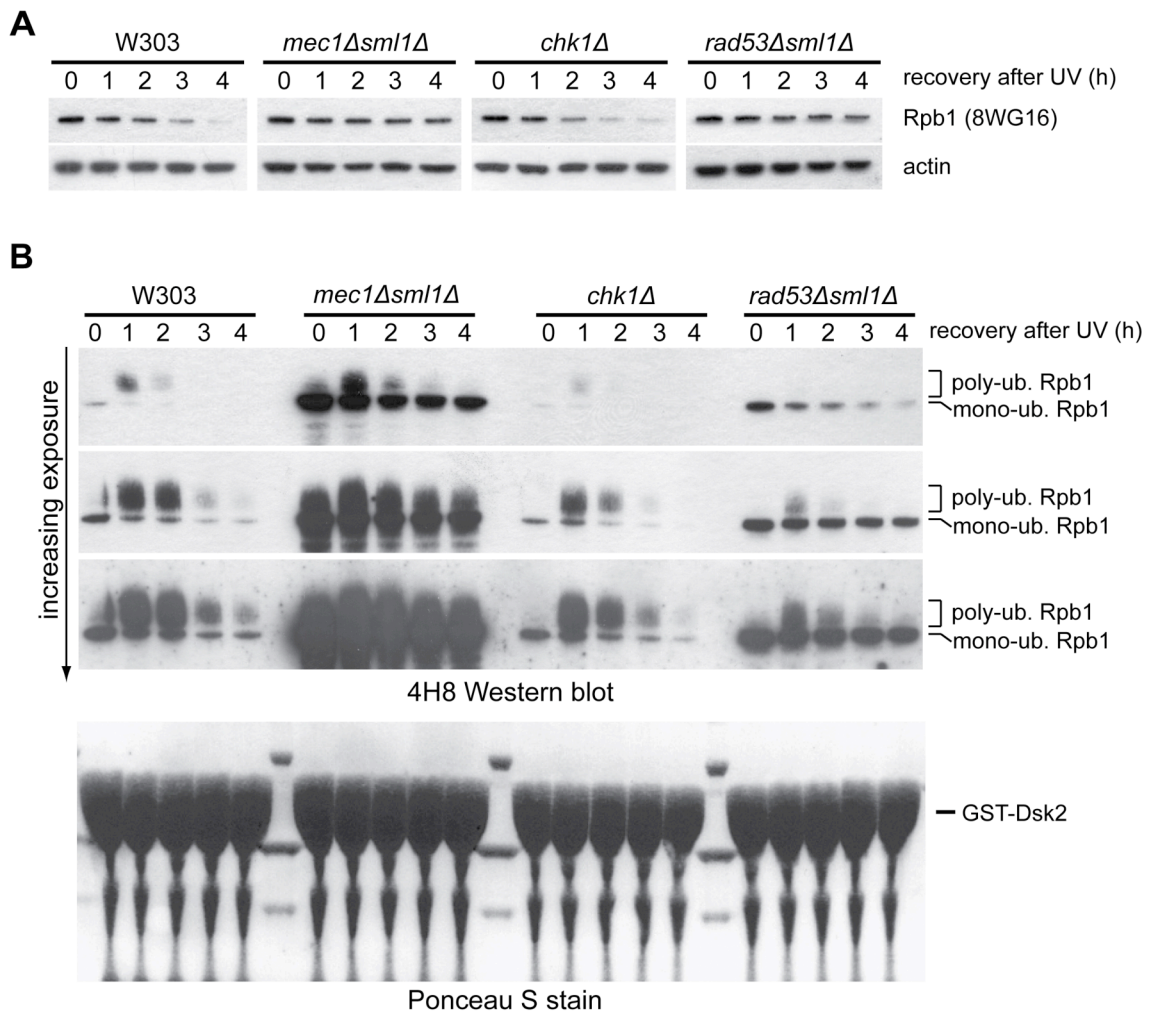 A
W303 mec1Δsml1Δ chk1Δ rad53Δsml1Δ
0 1 2 3 4 0 1 2 3 4 0 1 2 3 4 0 1 2 3 4 recovery after UV (h)
Rpb1 (8WG16)
actin
B
W303 mec1Δsml1Δ chk1Δ rad53Δsml1Δ
0 1 2 3 4 0 1 2 3 4 0 1 2 3 4 0 1 2 3 4 recovery after UV (h)
increasing exposure
poly-ub. Rpb1
mono-ub. Rpb1
poly-ub. Rpb1
mono-ub. Rpb1
poly-ub. Rpb1
mono-ub. Rpb1
4H8 Western blot
GST-Dsk2
Ponceau S stain